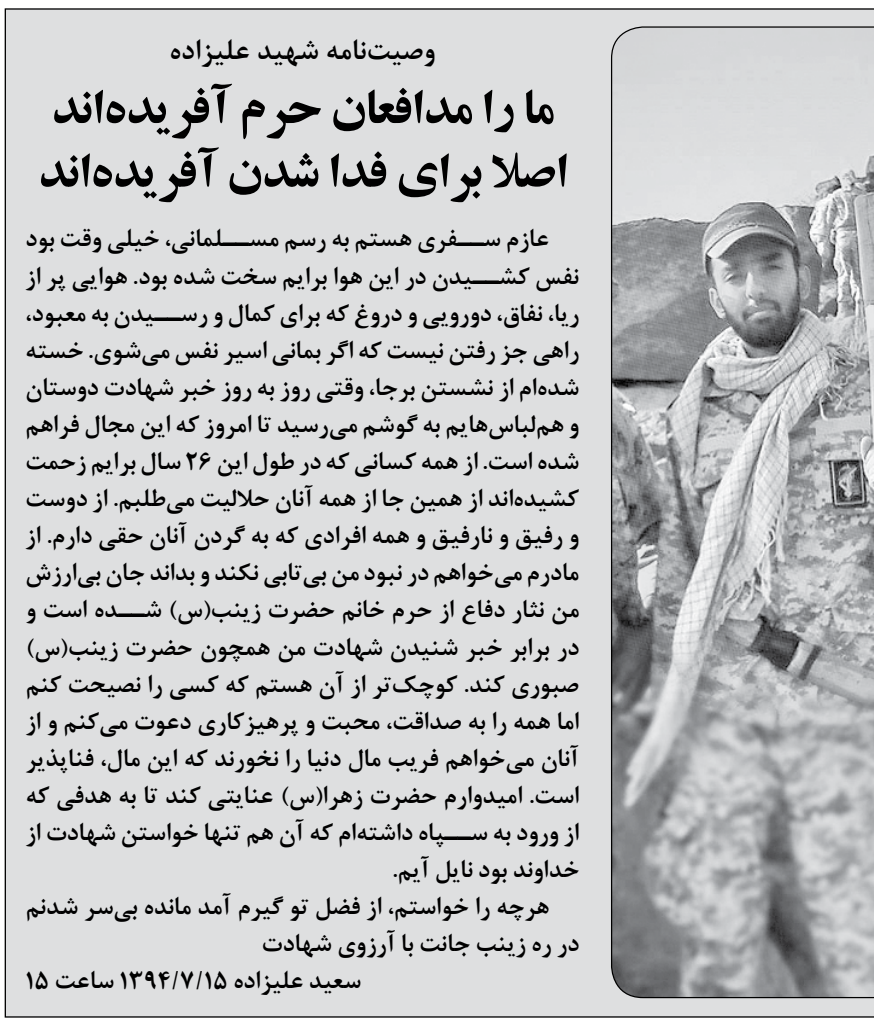 وصیت‌نامه شهید علیزاده
ما را مدافعان حرم آفریده‌اند
اصلا برای فدا شدن آفریده‌اند
عازم سفری هستم به رسم مسلمانی، خیلی وقت بود
نفس کشیدن در این هوا برایم سخت شده بود. هوایی پر از
ریا، نفاق، دورویی و دروغ که برای کمال و رسیدن به معبود،
راهی جز رفتن نیست که اگر بمانی اسیر نفس می‌شوی. خسته
شده‌ام از نشستن برجا، وقتی روز به روز خبر شهادت دوستان
و هم‌لباس‌هایم به گوشم می‌رسید تا امروز که این مجال فراهم
شده است. از همه کسانی که در طول این ۲۶ سال برایم زحمت
کشیده‌اند از همین جا از همه آنان حلالیت می‌طلبم. از دوست
و رفیق و نارفیق و همه افرادی که به گردن آنان حقی دارم. از
مادرم می‌خواهم در نبود من بی‌تابی نکند و بداند جان بی‌ارزش
من نثار دفاع از حرم خانم حضرت زینب(س) شده است و
در برابر خبر شنیدن شهادت من همچون حضرت زینب(س)
صبوری کند. کوچک‌تر از آن هستم که کسی را نصیحت کنم
اما همه را به صداقت، محبت و پرهیزکاری دعوت می‌کنم و از
آنان می‌خواهم فریب مال دنیا را نخورند که این مال، فناپذیر
است. امیدوارم حضرت زهرا(س) عنایتی کند تا به هدفی که
از ورود به سپاه داشته‌ام که آن هم تنها خواستن شهادت از
خداوند بود نایل آیم.
هرچه را خواستم، از فضل تو گیرم آمد مانده بی‌سر شدنم
در ره زینب جانت با آرزوی شهادت
سعید علیزاده ۱۳۹۴/۷/۱۵ ساعت ۱۵